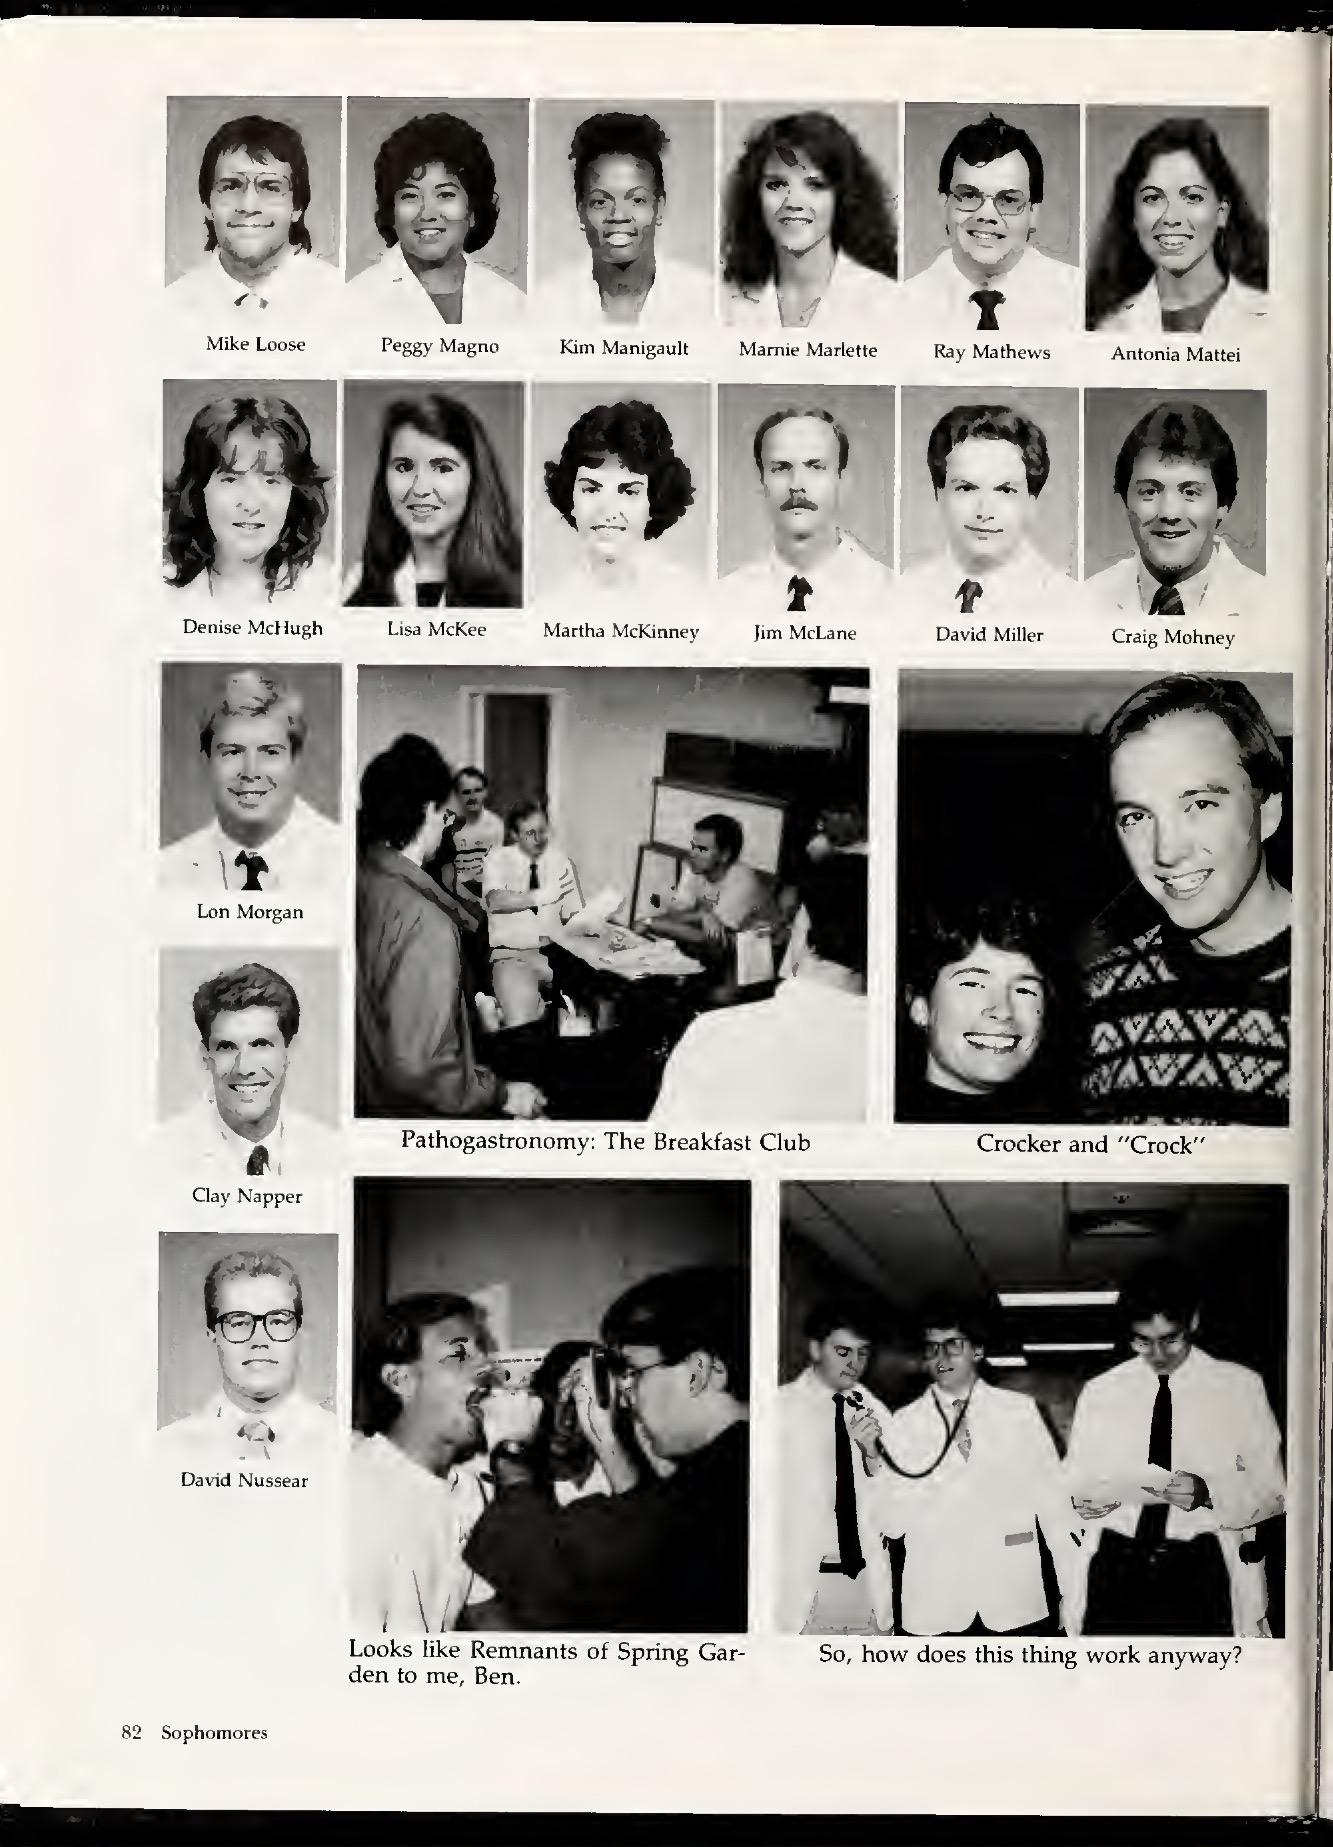 Mike Loose
Peggy Magno
Kim Manigault
Marnie Marlette
Ray Mathews
Antonia Mattei
Denise McHugh
Lisa McKee
Martha McKinney
Jim McLane
David Miller
Craig Mohney
Lon Morgan
Pathogastronomy: The Breakfast Club
Crocker and "Crock"
Clay Napper
David Nussear
Looks like Remnants of Spring Gar-
den to me, Ben.
So, how does this thing work anyway?
82 Sophomores